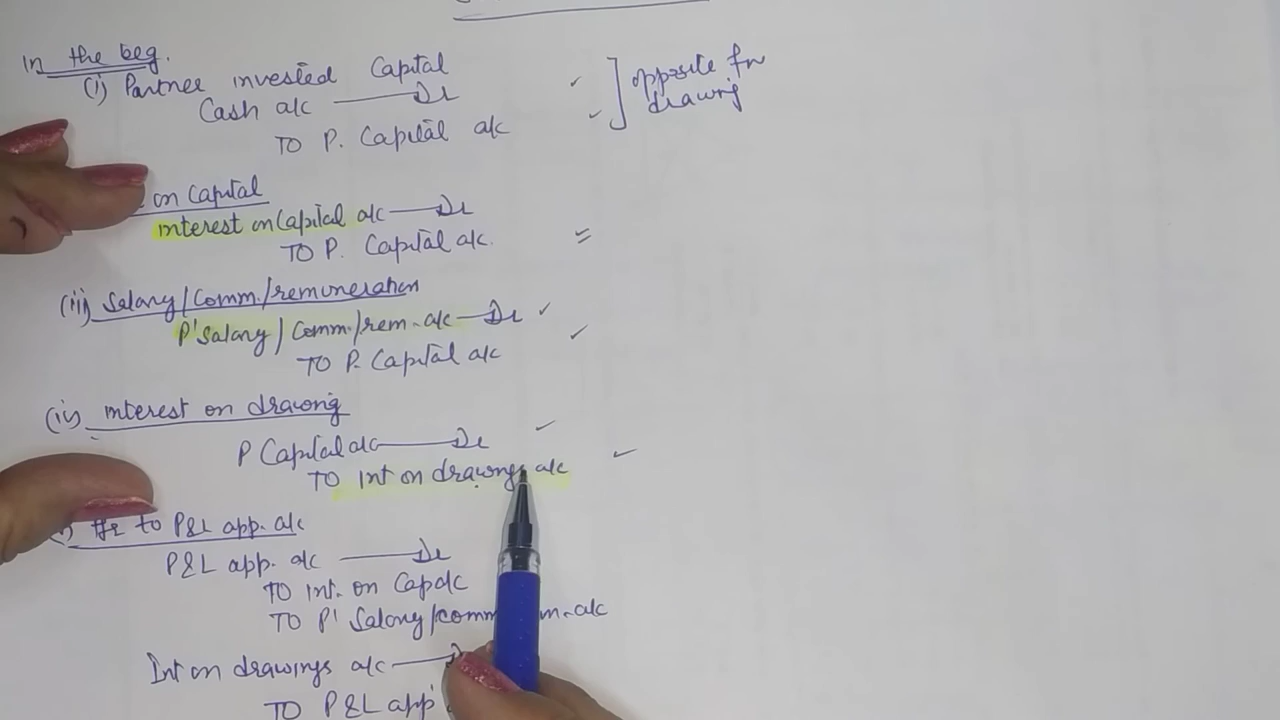 In the beg.
(i) Partner invested Capital
Cash a/c —— Dr
TO P. Capital a/c
opposite for
drawing
on Capital
interest on Capital a/c —— Dr
TO P. Capital a/c.
(iii) Salary/Comm./remuneration
P' Salary/Comm./rem. a/c —— Dr
TO P. Capital a/c
(iv) interest on drawing
P Capital a/c —— Dr
TO Int on drawings a/c
to P&L app. a/c
P&L app. a/c —— Dr
TO Int. on Cap a/c
TO P' Salary/comm a/c
Int on drawings a/c ——
TO P&L app